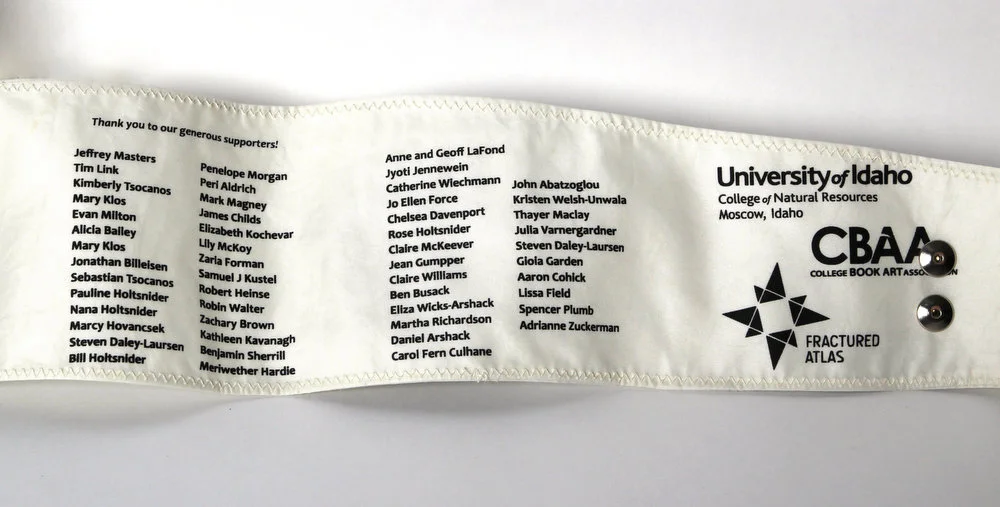 Thank you to our generous supporters!
Jeffrey Masters
Tim Link
Kimberly Tsocanos
Mary Klos
Evan Milton
Alicia Bailey
Mary Klos
Jonathan Billeisen
Sebastian Tsocanos
Pauline Holtsnider
Nana Holtsnider
Marcy Hovancsek
Steven Daley-Laursen
Bill Holtsnider
Penelope Morgan
Peri Aldrich
Mark Magney
James Childs
Elizabeth Kochevar
Lily McKoy
Zaria Forman
Samuel J Kustel
Robert Heinse
Robin Walter
Zachary Brown
Kathleen Kavanagh
Benjamin Sherrill
Meriwether Hardie
Anne and Geoff LaFond
Jyoti Jennewein
Catherine Wiechmann
Jo Ellen Force
Chelsea Davenport
Rose Holtsnider
Claire McKeever
Jean Gumpper
Claire Williams
Ben Busack
Eliza Wicks-Arshack
Martha Richardson
Daniel Arshack
Carol Fern Culhane
John Abatzoglou
Kristen Welsh-Unwala
Thayer Maclay
Julia Varnergardner
Steven Daley-Laursen
Gioia Garden
Aaron Cohick
Lissa Field
Spencer Plumb
Adrianne Zuckerman
University of Idaho
College of Natural Resources
Moscow, Idaho
CBAA
COLLEGE BOOK ART
FRACTURED
ATLAS